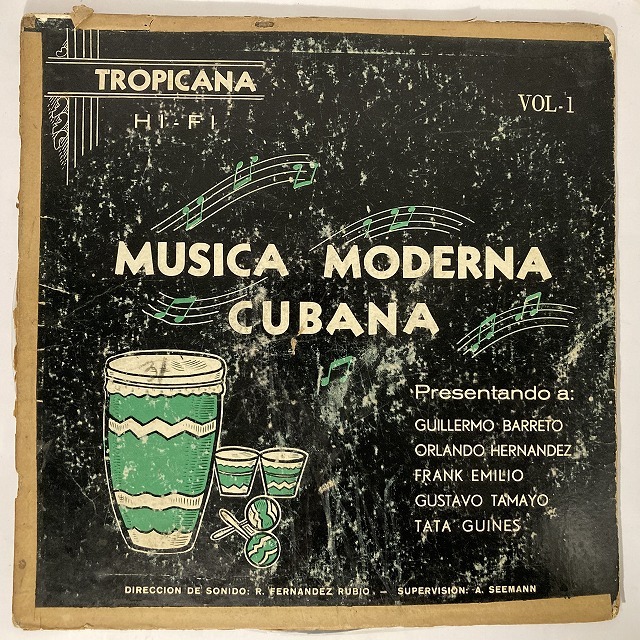 TROPICANA
HI-FI
VOL-1
MUSICA MODERNA
CUBANA
Presentando a:
GUILLERMO BARRETO
ORLANDO HERNANDEZ
FRANK EMILIO
GUSTAVO TAMAYO
TATA GUINES
DIRECCION DE SONIDO: R. FERNANDEZ RUBIO - SUPERVISION: A. SEEMANN